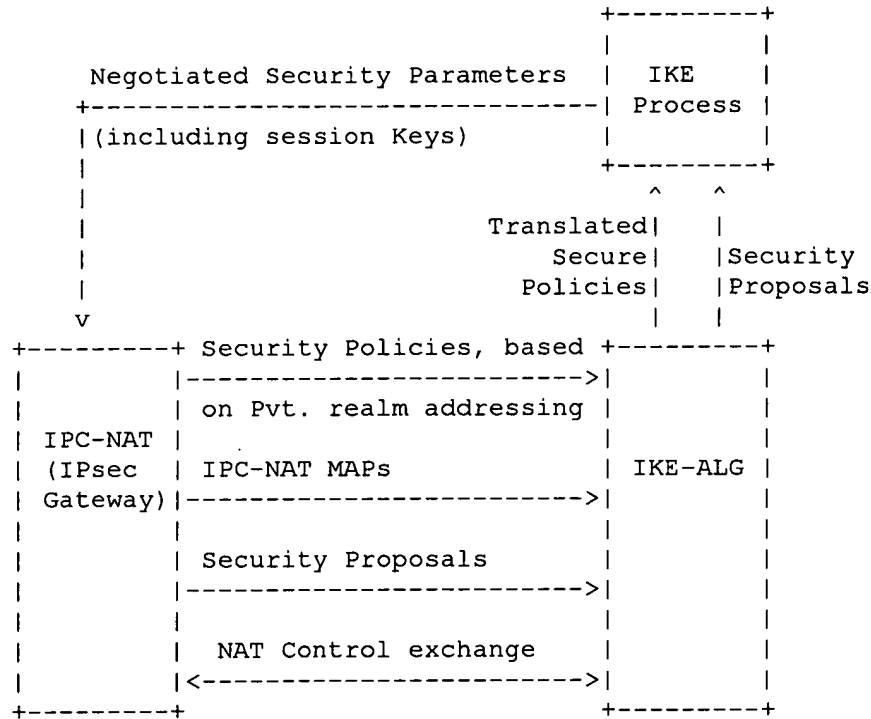 Negotiated Security Parameters
IKE
Process
(including session Keys)
Translated
Secure
Policies
Security
Proposals
Security Policies, based
on Pvt. realm addressing
IPC-NAT
(IPsec
Gateway)
IPC-NAT MAPs
IKE-ALG
Security Proposals
NAT Control exchange